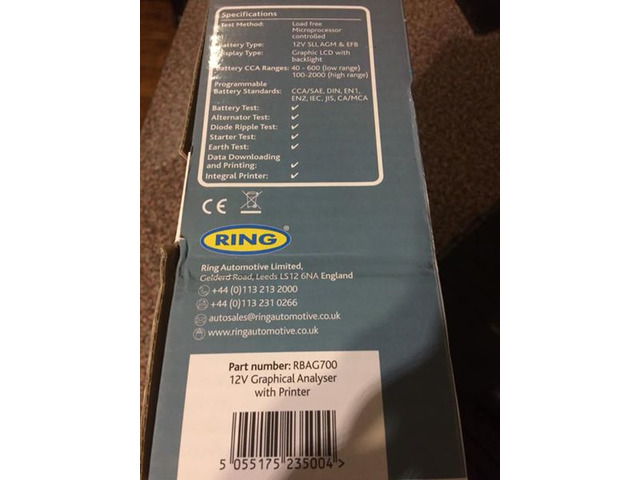 Specifications
Test Method: Load free
Microprocessor
controlled
Battery Type: 12V SLI, AGM & EFB
Display Type: Graphic LCD with
backlight
Battery CCA Ranges: 40 - 600 (low range)
100-2000 (high range)
Programmable
Battery Standards: CCA/SAE, DIN, EN1,
EN2, IEC, JIS, CA/MCA
Battery Test: ✓
Alternator Test: ✓
Diode Ripple Test: ✓
Starter Test: ✓
Earth Test: ✓
Data Downloading
and Printing: ✓
Integral Printer: ✓
CE
RING®
Ring Automotive Limited,
Gelderd Road, Leeds LS12 6NA England
+44 (0)113 213 2000
+44 (0)113 231 0266
autosales@ringautomotive.co.uk
www.ringautomotive.co.uk
Part number: RBAG700
12V Graphical Analyser
with Printer
5 055175 235004 >